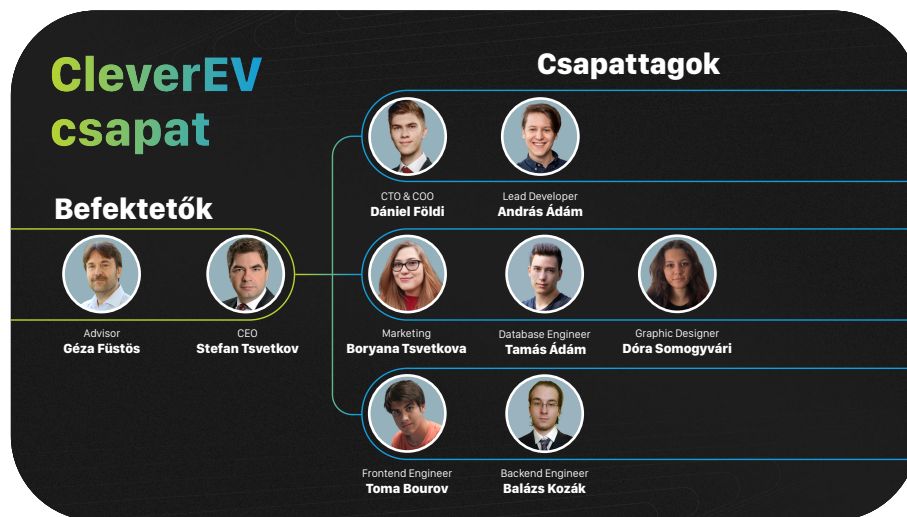 CleverEV
csapat
Csapattagok
CTO & COO
Dániel Földi
Lead Developer
András Ádám
Befektetők
Advisor
Géza Füstös
CEO
Stefan Tsvetkov
Marketing
Boryana Tsvetkova
Database Engineer
Tamás Ádám
Graphic Designer
Dóra Somogyvári
Frontend Engineer
Toma Bourov
Backend Engineer
Balázs Kozák